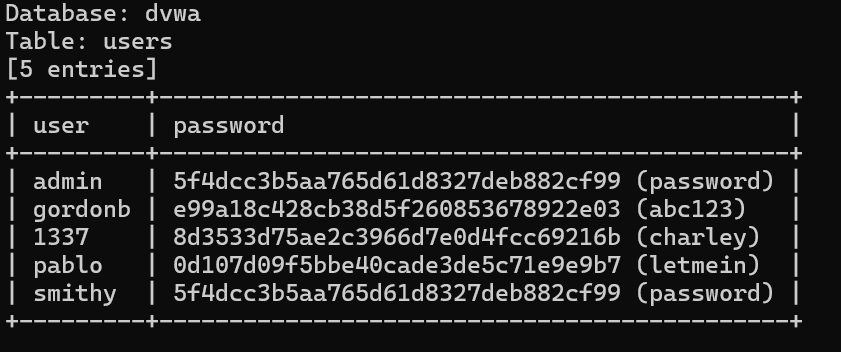 Database: dvwa
Table: users
[5 entries]
+---------+---------------------------------------------+
| user    | password                                    |
+---------+---------------------------------------------+
| admin   | 5f4dcc3b5aa765d61d8327deb882cf99 (password) |
| gordonb | e99a18c428cb38d5f260853678922e03 (abc123)   |
| 1337    | 8d3533d75ae2c3966d7e0d4fcc69216b (charley)  |
| pablo   | 0d107d09f5bbe40cade3de5c71e9e9b7 (letmein)  |
| smithy  | 5f4dcc3b5aa765d61d8327deb882cf99 (password) |
+---------+---------------------------------------------+